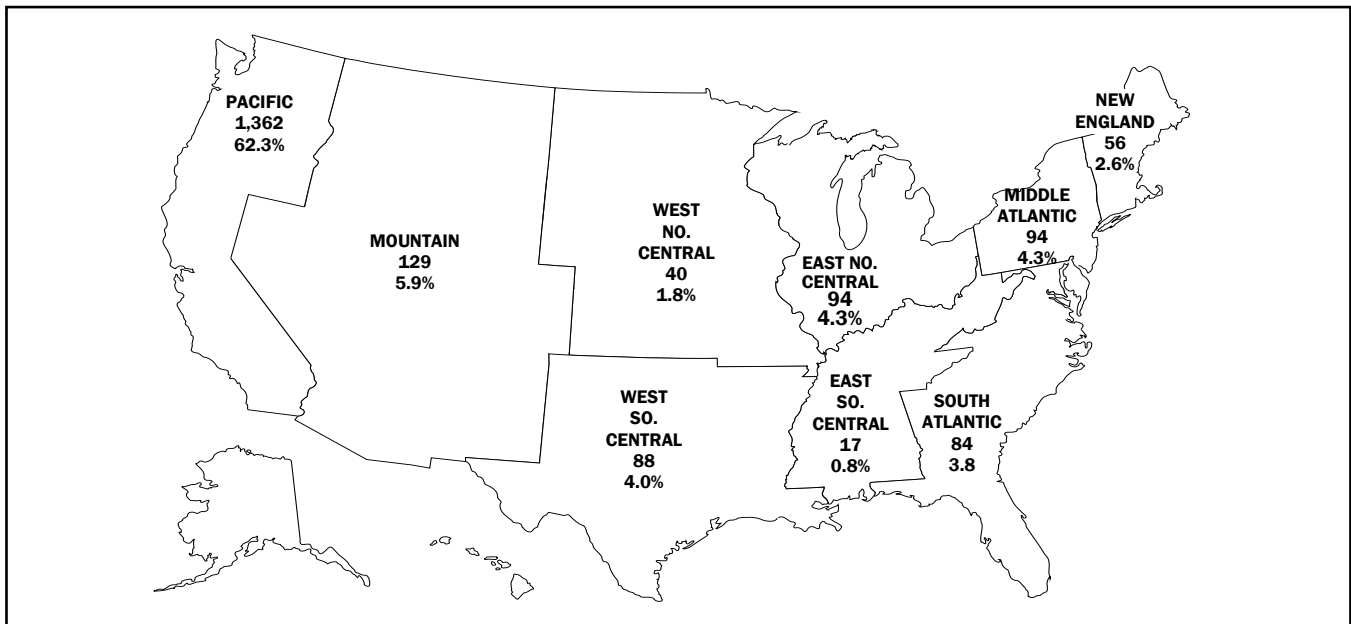 PACIFIC
1,362
62.3%
MOUNTAIN
129
5.9%
WEST
NO.
CENTRAL
40
1.8%
EAST NO.
CENTRAL
94
4.3%
NEW
ENGLAND
56
2.6%
MIDDLE
ATLANTIC
94
4.3%
WEST
SO.
CENTRAL
88
4.0%
EAST
SO.
CENTRAL
17
0.8%
SOUTH
ATLANTIC
84
3.8